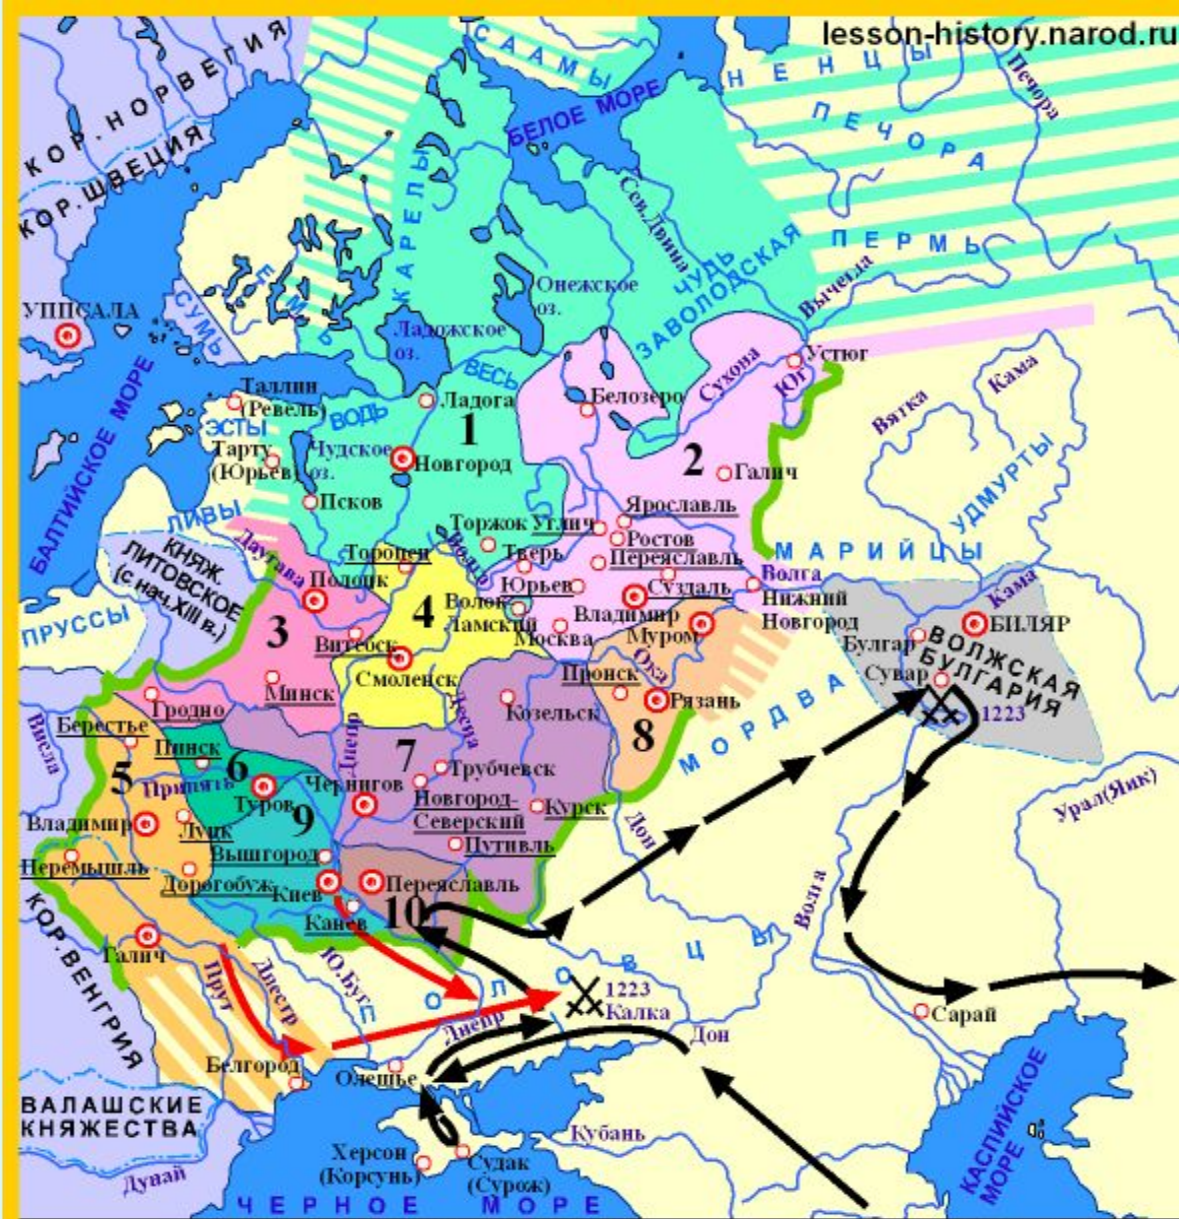 lesson-history.narod.ru
КОР. НОРВЕГИЯ
КОР. ШВЕЦИЯ
СААМЫ
НЕНЦЫ
Печора
ПЕЧОРА
БЕЛОЕ МОРЕ
КАРЕЛЫ
Сев.Двина
ЧУДЬ
ЗАВОЛОДСКАЯ
ПЕРМЬ
Вычегда
Онежское
оз.
Ладожское
оз.
ЕМЬ
СУМЬ
УППСАЛА
БАЛТИЙСКОЕ МОРЕ
Таллин
(Ревель)
ЭСТЫ
Тарту
(Юрьев)
ВОДЬ
ВЕСЬ
Ладога
1
Чудское
оз.
Новгород
Псков
Белозеро
Сухона
Юг
Устюг
2
Галич
Вятка
Кама
УДМУРТЫ
МАРИЙЦЫ
ЛИВЫ
Даугава
КНЯЖ.
ЛИТОВСКОЕ
(с нач.XIII в.)
ПРУССЫ
Торжок
Углич
Ярославль
Ростов
Переяславль
Тверь
Юрьев
Суздаль
Волга
Нижний
Новгород
Владимир
Волок
Ламский
Москва
Муром
Волга
Торопец
Полоцк
3
4
Витебск
Смоленск
Минск
Гродно
Пронск
Ока
Рязань
8
МОРДВА
Кама
Булгар
БИЛЯР
ВОЛЖСКАЯ
БУЛГАРИЯ
Сувар
1223
Висла
Берестье
Пинск
5
6
Припять
Туров
Днепр
Десна
7
Козельск
Чернигов
Трубчевск
Новгород-
Северский
Курск
Путивль
9
Владимир
Луцк
Перемышль
Дорогобуж
Вышгород
Киев
Переяславль
Канев
10
Дон
Волга
Урал(Яик)
КОР. ВЕНГРИЯ
Галич
Прут
Днестр
Ю.Буг
ПОЛОВЦЫ
1223
Калка
Днепр
Дон
Сарай
Белгород
Олешье
ВАЛАШСКИЕ
КНЯЖЕСТВА
Дунай
Херсон
(Корсунь)
Судак
(Сурож)
Кубань
ЧЕРНОЕ МОРЕ
КАСПИЙСКОЕ
МОРЕ